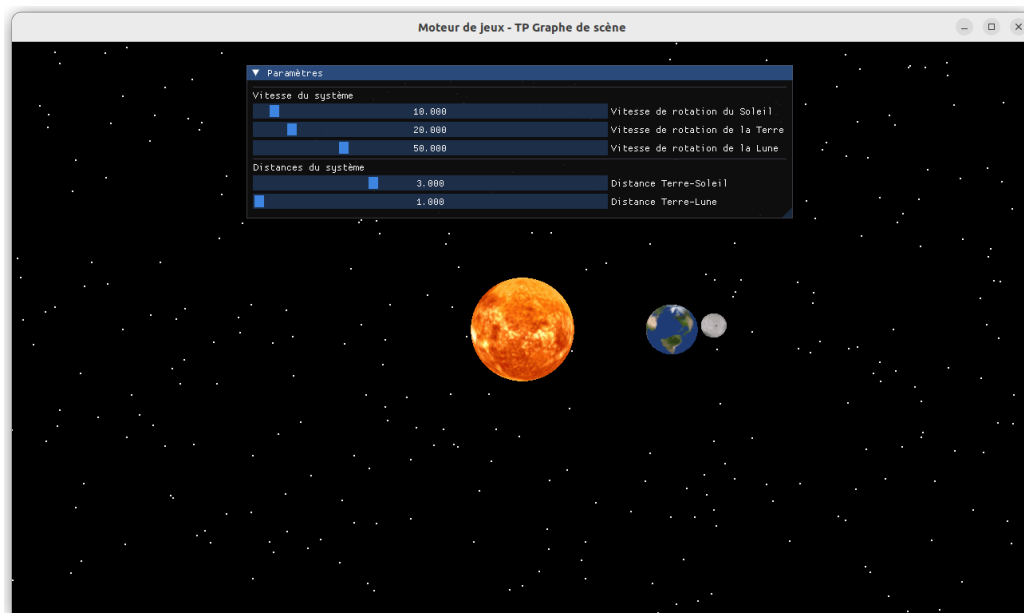 Moteur de jeux - TP Graphe de scène
Paramètres
Vitesse du système
10.000 Vitesse de rotation du Soleil
20.000 Vitesse de rotation de la Terre
50.000 Vitesse de rotation de la Lune
Distances du système
3.000 Distance Terre-Soleil
1.000 Distance Terre-Lune